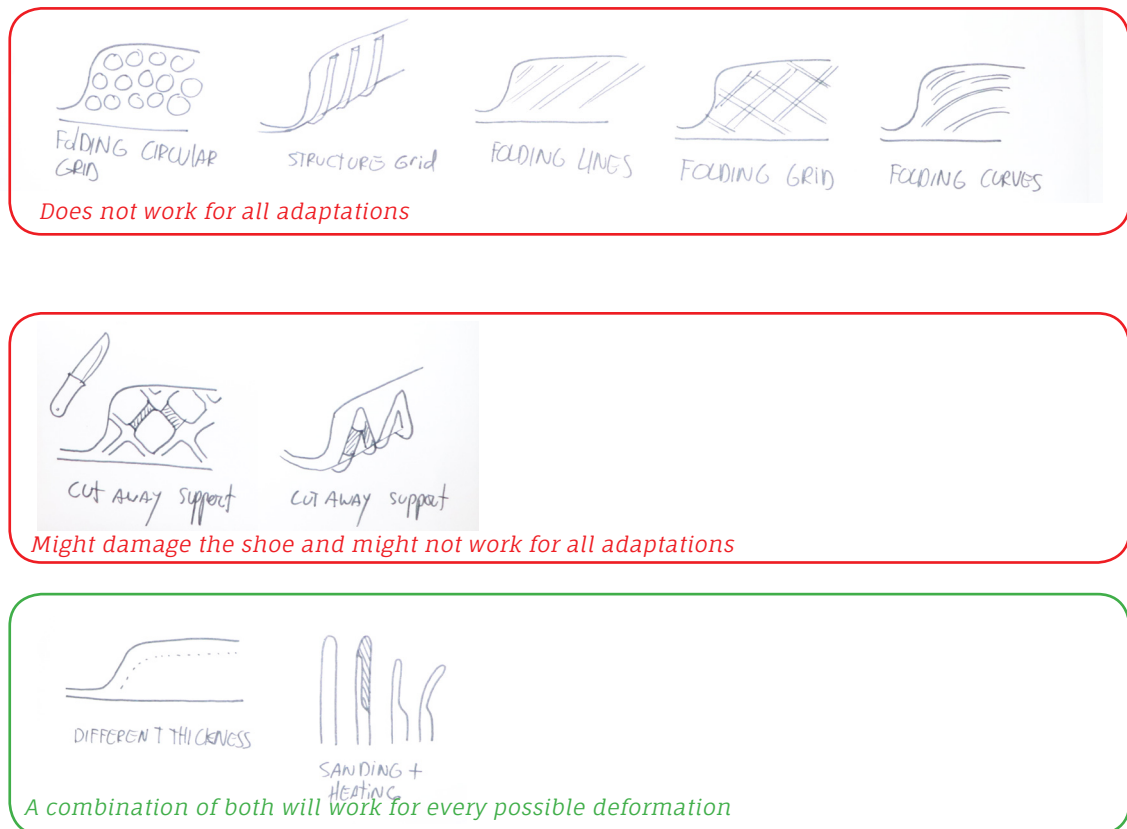 FOLDING CIRCULAR
GRID
STRUCTURE Grid
FOLDING LINES
FOLDING GRID
FOLDING CURVES
Does not work for all adaptations
CUT AWAY support
CUT AWAY support
Might damage the shoe and might not work for all adaptations
DIFFERENT THICKNESS
SANDING +
HEATING
A combination of both will work for every possible deformation